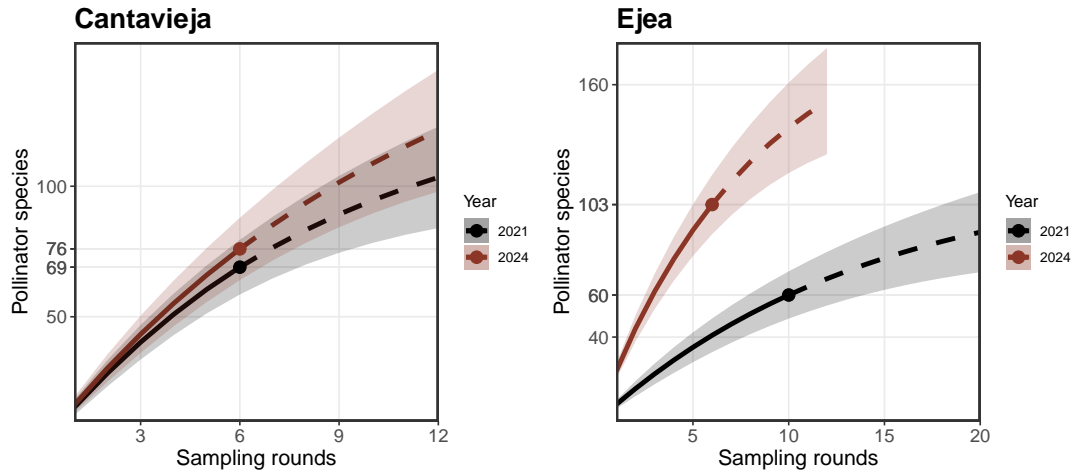 Cantavieja
Pollinator species
100
76
69
50
3
6
9
12
Sampling rounds
Year
2021
2024
Ejea
Pollinator species
160
103
60
40
5
10
15
20
Sampling rounds
Year
2021
2024